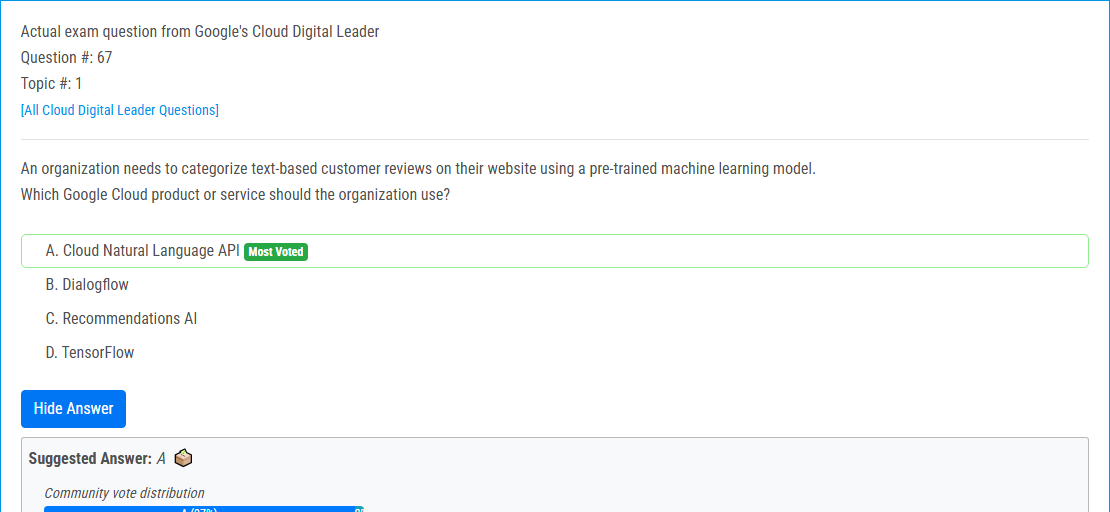 Actual exam question from Google's Cloud Digital Leader
Question #: 67
Topic #: 1
[All Cloud Digital Leader Questions]
An organization needs to categorize text-based customer reviews on their website using a pre-trained machine learning model.
Which Google Cloud product or service should the organization use?
A. Cloud Natural Language API Most Voted
B. Dialogflow
C. Recommendations AI
D. TensorFlow
Hide Answer
Suggested Answer: A
Community vote distribution